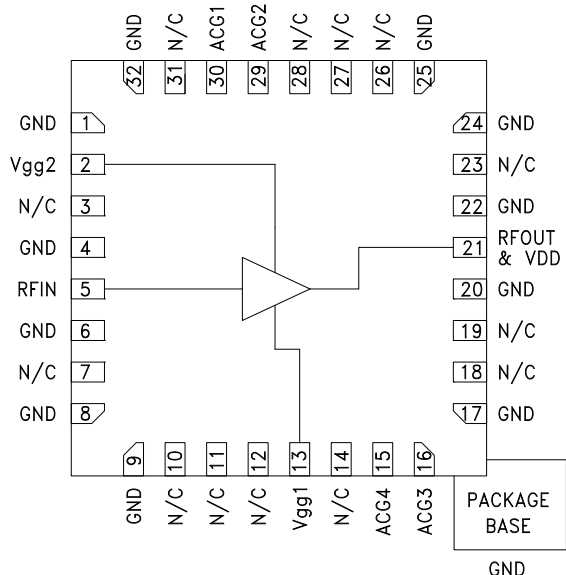 GND
N/C
ACG1
ACG2
N/C
N/C
N/C
GND
32
31
30
29
28
27
26
25
GND 1
Vgg2 2
N/C 3
GND 4
RFIN 5
GND 6
N/C 7
GND 8
24 GND
23 N/C
22 GND
21 RFOUT
& VDD
20 GND
19 N/C
18 N/C
17 GND
9
10
11
12
13
14
15
16
GND
N/C
N/C
N/C
Vgg1
N/C
ACG4
ACG3
PACKAGE
BASE
GND